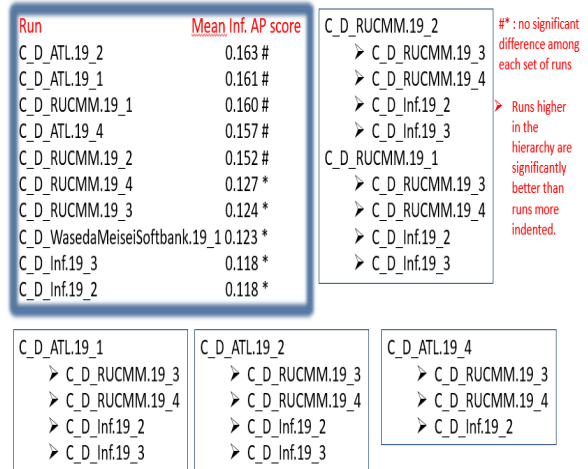 Run Mean Inf. AP score
C_D_ATL.19_2 0.163 #
C_D_ATL.19_1 0.161 #
C_D_RUCMM.19_1 0.160 #
C_D_ATL.19_4 0.157 #
C_D_RUCMM.19_2 0.152 #
C_D_RUCMM.19_4 0.127 *
C_D_RUCMM.19_3 0.124 *
C_D_WasedaMeiseiSoftbank.19_1 0.123 *
C_D_Inf.19_3 0.118 *
C_D_Inf.19_2 0.118 *
C_D_RUCMM.19_2
➢ C_D_RUCMM.19_3
➢ C_D_RUCMM.19_4
➢ C_D_Inf.19_2
➢ C_D_Inf.19_3
C_D_RUCMM.19_1
➢ C_D_RUCMM.19_3
➢ C_D_RUCMM.19_4
➢ C_D_Inf.19_2
➢ C_D_Inf.19_3
#* : no significant
difference among
each set of runs
➢ Runs higher
in the
hierarchy are
significantly
better than
runs more
indented.
C_D_ATL.19_1
➢ C_D_RUCMM.19_3
➢ C_D_RUCMM.19_4
➢ C_D_Inf.19_2
➢ C_D_Inf.19_3
C_D_ATL.19_2
➢ C_D_RUCMM.19_3
➢ C_D_RUCMM.19_4
➢ C_D_Inf.19_2
➢ C_D_Inf.19_3
C_D_ATL.19_4
➢ C_D_RUCMM.19_3
➢ C_D_RUCMM.19_4
➢ C_D_Inf.19_2